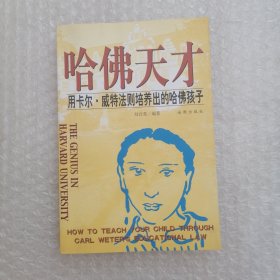 哈佛天才
用卡尔·威特法则培养出的哈佛孩子
THE GENIUS IN
HARVARD UNIVERSITY
HOW TO TEACH YOUR CHILD THROUGH
CARL WETER'S EDUCATIONAL LAW